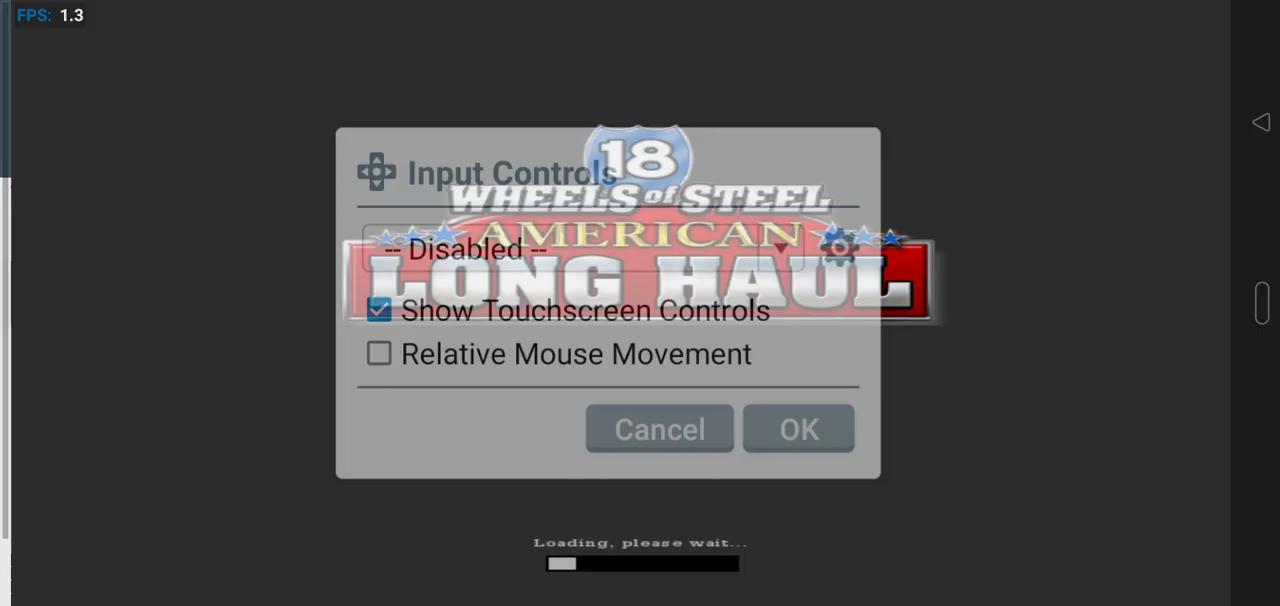 FPS: 1.3
18
Input Controls
WHEELS of STEEL
AMERICAN
-- Disabled --
LONG HAUL
Show Touchscreen Controls
Relative Mouse Movement
Cancel
OK
Loading, please wait...